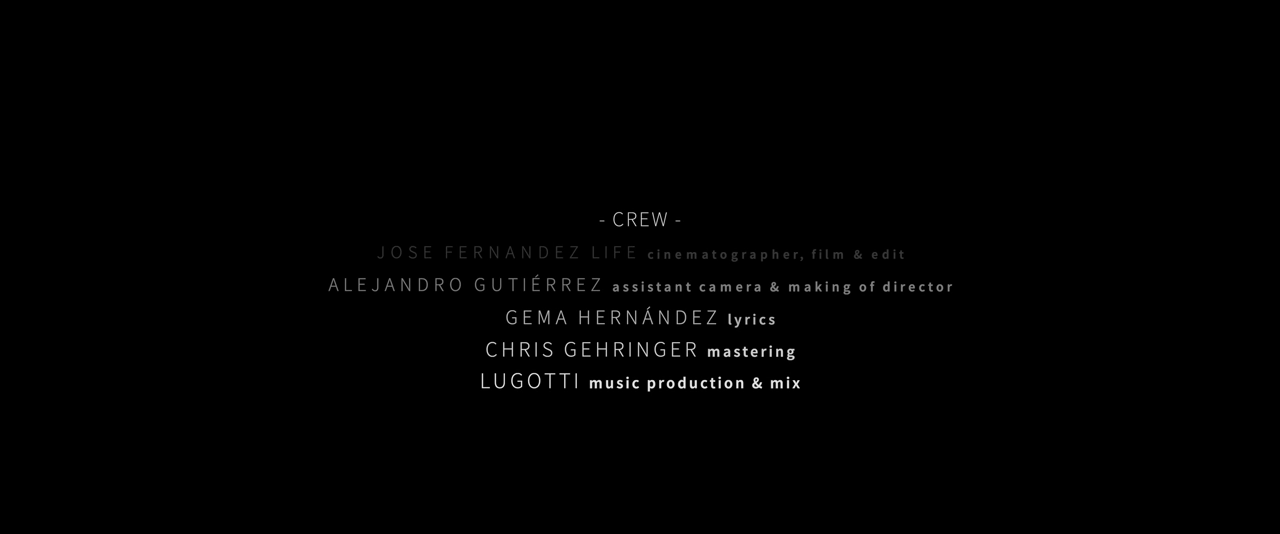 - CREW -
JOSE FERNANDEZ LIFE cinematographer, film & edit
ALEJANDRO GUTIÉRREZ assistant camera & making of director
GEMA HERNÁNDEZ lyrics
CHRIS GEHRINGER mastering
LUGOTTI music production & mix